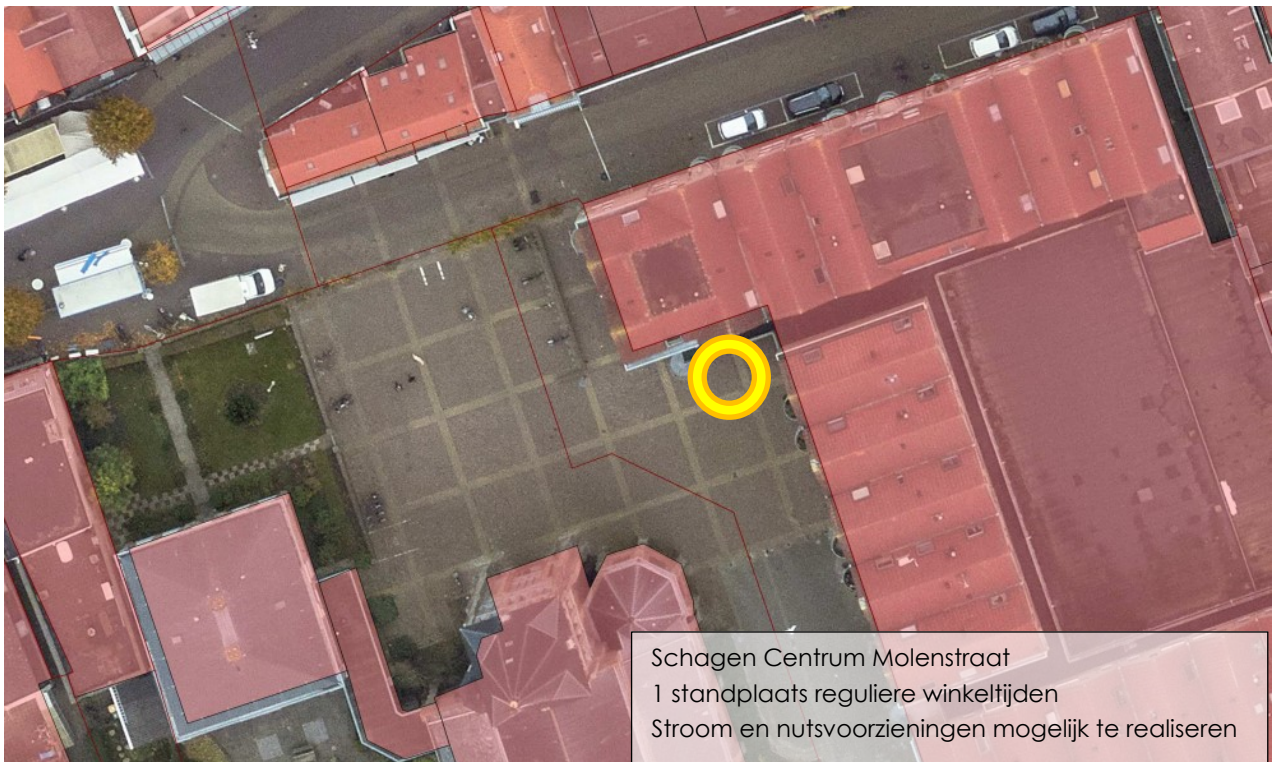 Schagen Centrum Molenstraat
1 standplaats reguliere winkeltijden
Stroom en nutsvoorzieningen mogelijk te realiseren